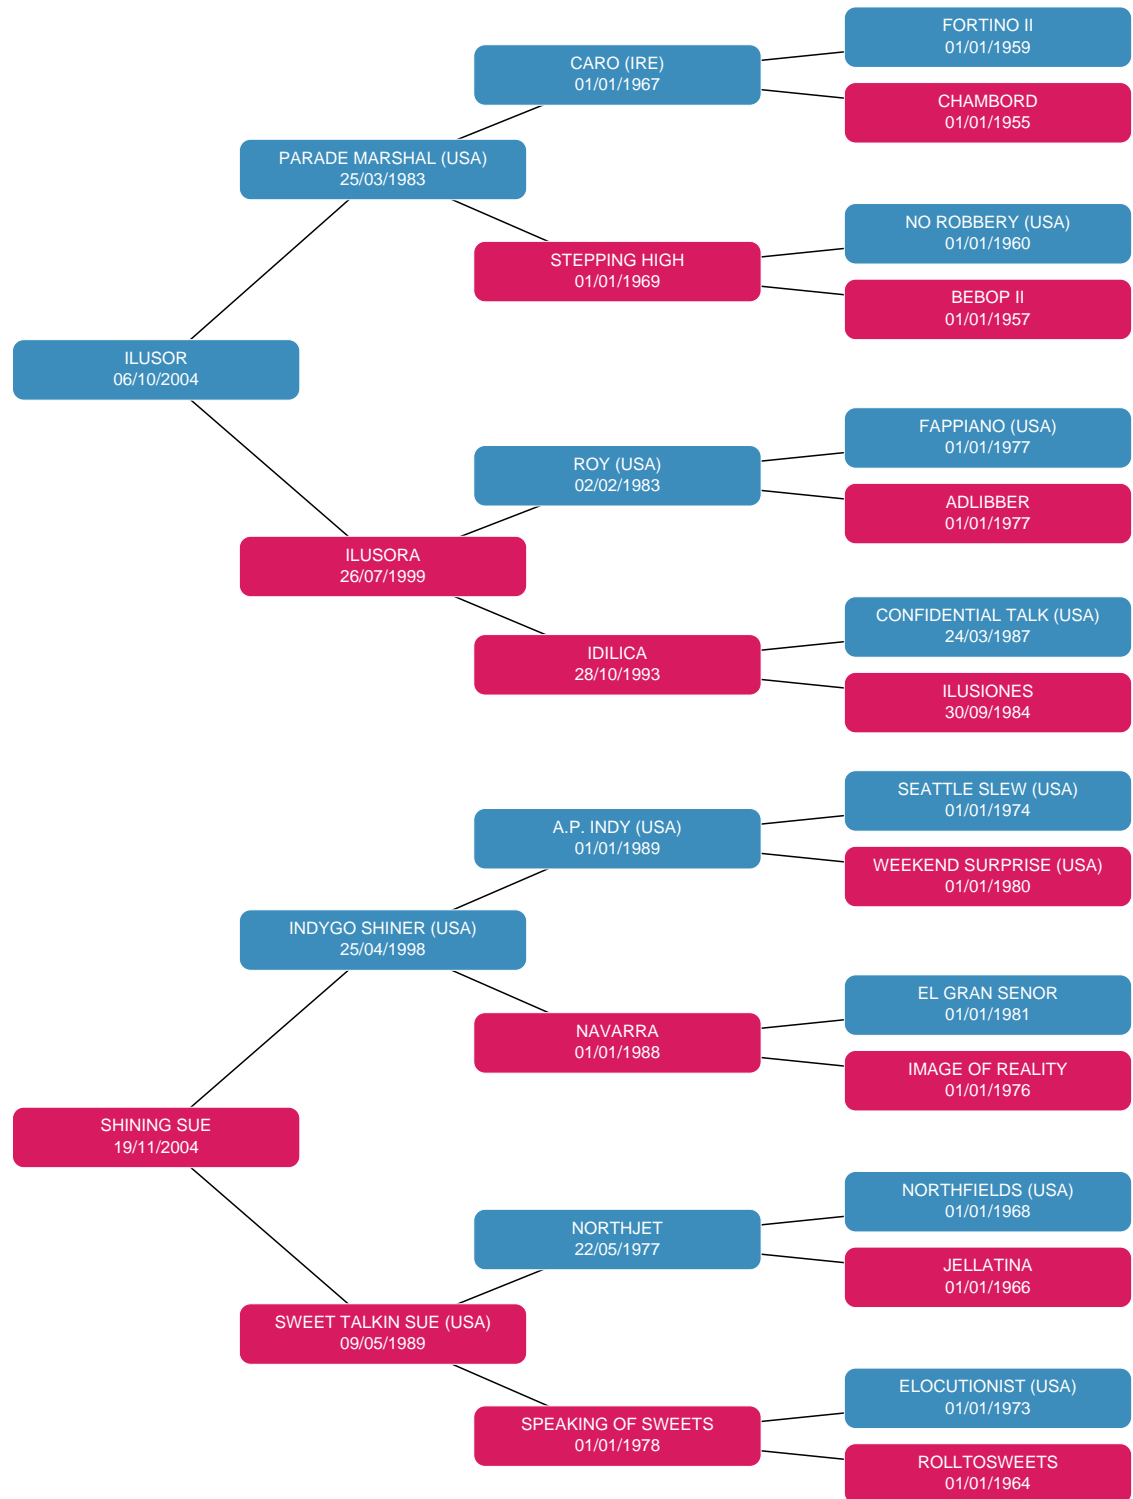 FORTINO II
01/01/1959
CARO (IRE)
01/01/1967
CHAMBORD
01/01/1955
PARADE MARSHAL (USA)
25/03/1983
NO ROBBERY (USA)
01/01/1960
STEPPING HIGH
01/01/1969
BEBOP II
01/01/1957
ILUSOR
06/10/2004
FAPPIANO (USA)
01/01/1977
ROY (USA)
02/02/1983
ADLIBBER
01/01/1977
ILUSORA
26/07/1999
CONFIDENTIAL TALK (USA)
24/03/1987
IDILICA
28/10/1993
ILUSIONES
30/09/1984
SEATTLE SLEW (USA)
01/01/1974
A.P. INDY (USA)
01/01/1989
WEEKEND SURPRISE (USA)
01/01/1980
INDYGO SHINER (USA)
25/04/1998
EL GRAN SENOR
01/01/1981
NAVARRA
01/01/1988
IMAGE OF REALITY
01/01/1976
SHINING SUE
19/11/2004
NORTHFIELDS (USA)
01/01/1968
NORTHJET
22/05/1977
JELLATINA
01/01/1966
SWEET TALKIN SUE (USA)
09/05/1989
ELOCUTIONIST (USA)
01/01/1973
SPEAKING OF SWEETS
01/01/1978
ROLLTOSWEETS
01/01/1964